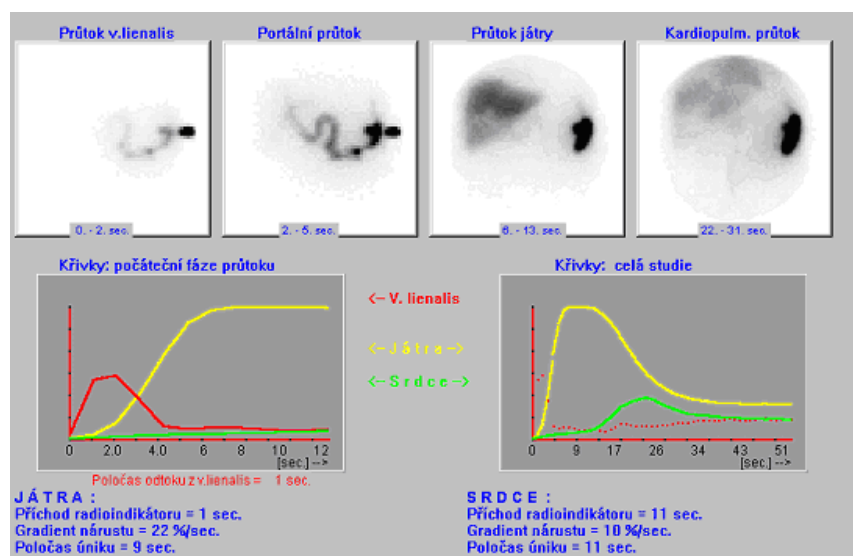 Průtok v.lienalis
Portální průtok
Průtok játry
Kardiopulm. průtok
0. - 2. sec.
2. - 5. sec.
6. - 13. sec.
22. - 31. sec.
Křivky: počáteční fáze průtoku
Křivky: celá studie
<-- V. lienalis
<-- J á t r a -->
<-- S r d c e -->
0 2.0 4.0 6 8 10 12
[sec.] -->
0 9 17 26 34 43 51
[sec.] -->
Poločas odtoku z v.lienalis = 1 sec.
J Á T R A :
Příchod radioindikátoru = 1 sec.
Gradient nárustu = 22 %/sec.
Poločas úniku = 9 sec.
S R D C E :
Příchod radioindikátoru = 11 sec.
Gradient nárustu = 10 %/sec.
Poločas úniku = 11 sec.